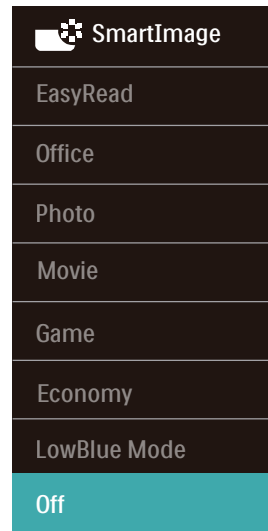 SmartImage
EasyRead
Office
Photo
Movie
Game
Economy
LowBlue Mode
Off